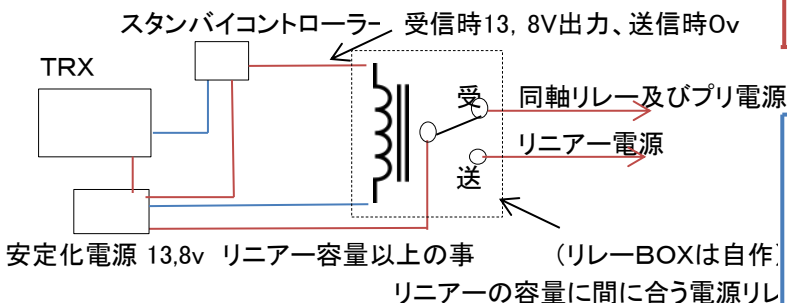 スタンバイコントローラー 受信時13，8V出力、送信時0v
TRX
受 同軸リレー及びプリ電源
リニアー電源
送
安定化電源 13,8v リニアー容量以上の事 （リレーBOXは自作）
リニアーの容量に間に合う電源リレ